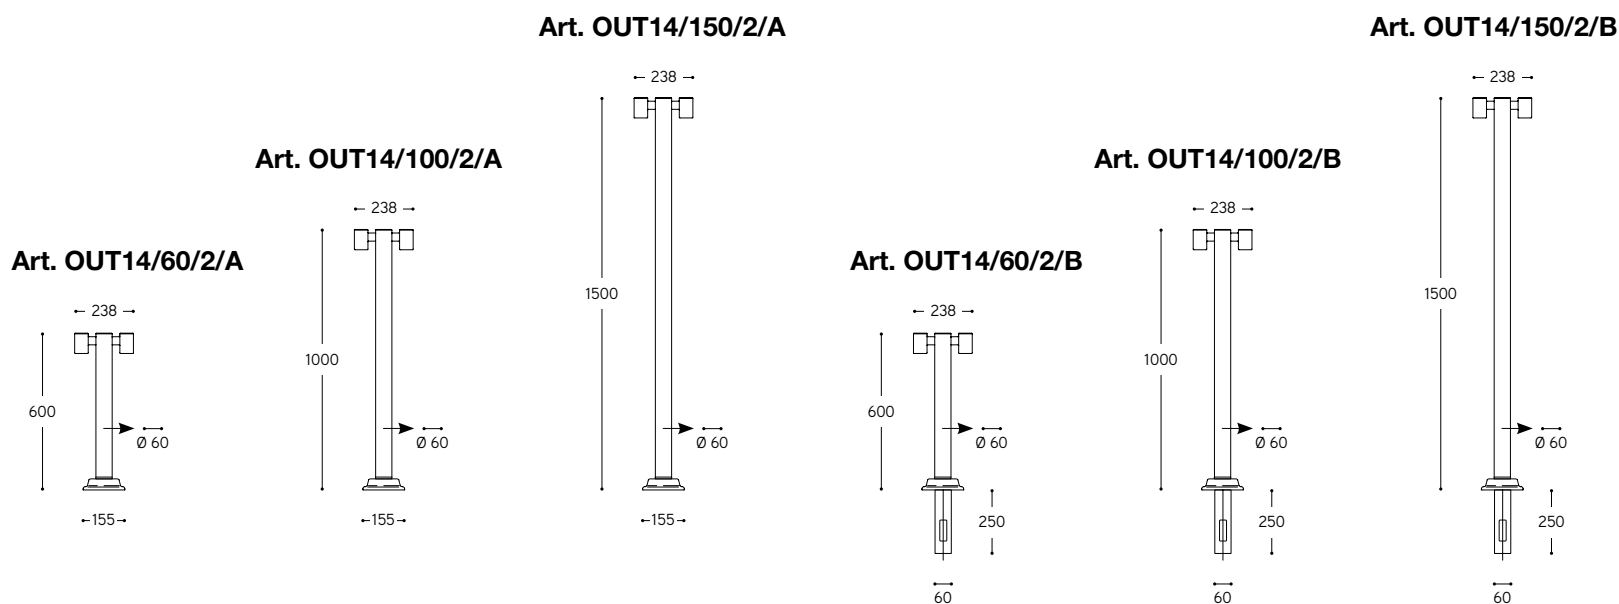 Art. OUT14/150/2/A
Art. OUT14/150/2/B
238
238
1500
1500
Art. OUT14/100/2/A
Art. OUT14/100/2/B
238
238
1000
1000
Art. OUT14/60/2/A
Art. OUT14/60/2/B
238
238
600
600
Ø 60
Ø 60
Ø 60
Ø 60
Ø 60
Ø 60
155
155
155
250
250
250
60
60
60